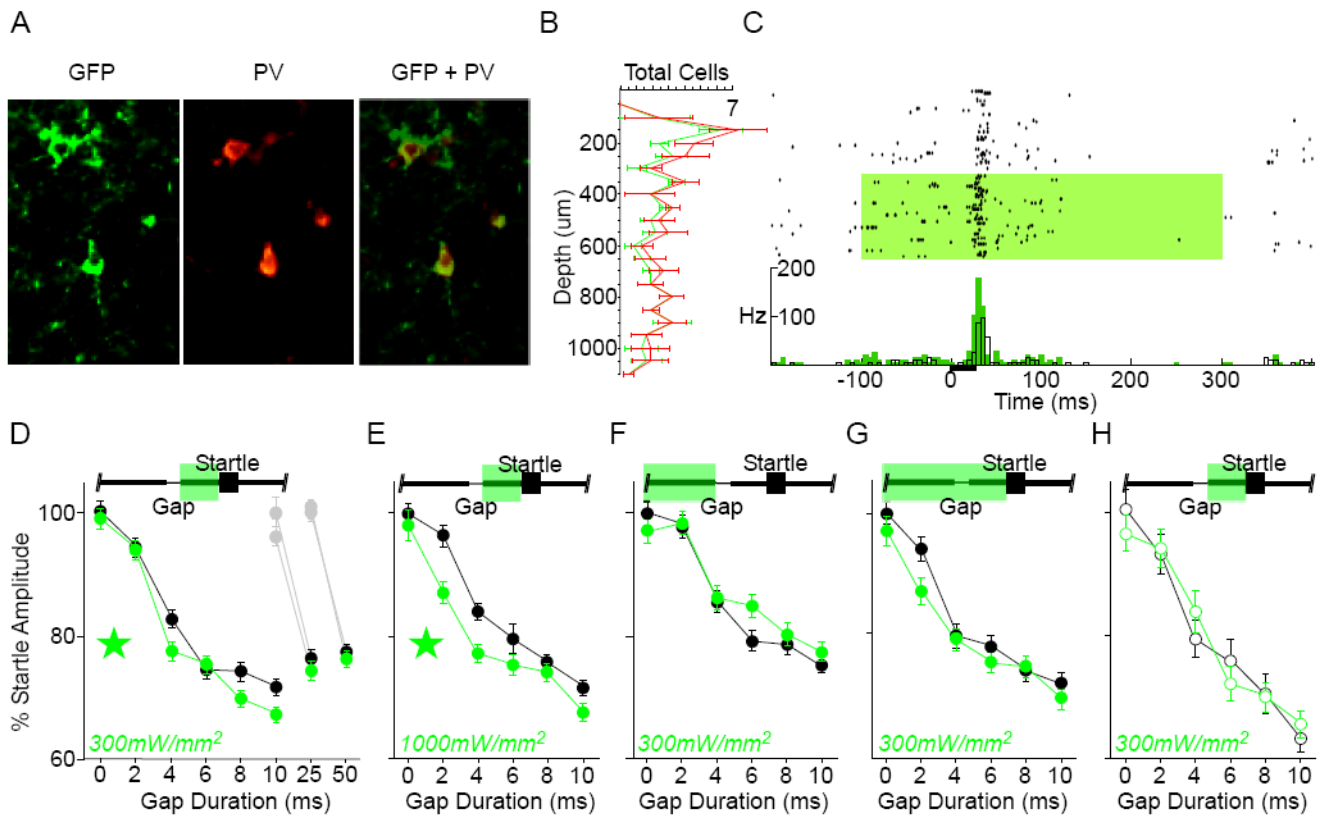 A
GFP
PV
GFP + PV
B
Total Cells
7
200
400
600
800
1000
Depth (um)
C
200
100
Hz
-100 0 100 200 300
Time (ms)
D
Startle
Gap
100
80
60
% Startle Amplitude
300mW/mm²
0 2 4 6 8 10 25 50
Gap Duration (ms)
E
Startle
Gap
1000mW/mm²
0 2 4 6 8 10
Gap Duration (ms)
F
Startle
Gap
300mW/mm²
0 2 4 6 8 10
Gap Duration (ms)
G
Startle
Gap
300mW/mm²
0 2 4 6 8 10
Gap Duration (ms)
H
Startle
Gap
300mW/mm²
0 2 4 6 8 10
Gap Duration (ms)